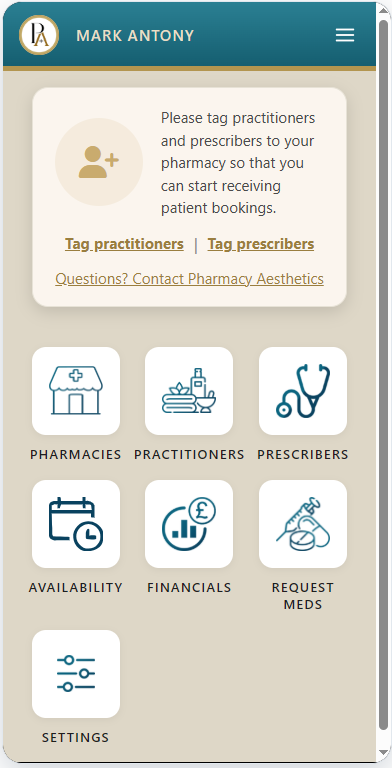 PA
MARK ANTONY
Please tag practitioners
and prescribers to your
pharmacy so that you
can start receiving
patient bookings.
Tag practitioners | Tag prescribers
Questions? Contact Pharmacy Aesthetics
PHARMACIES PRACTITIONERS PRESCRIBERS
£
AVAILABILITY FINANCIALS REQUEST
MEDS
SETTINGS